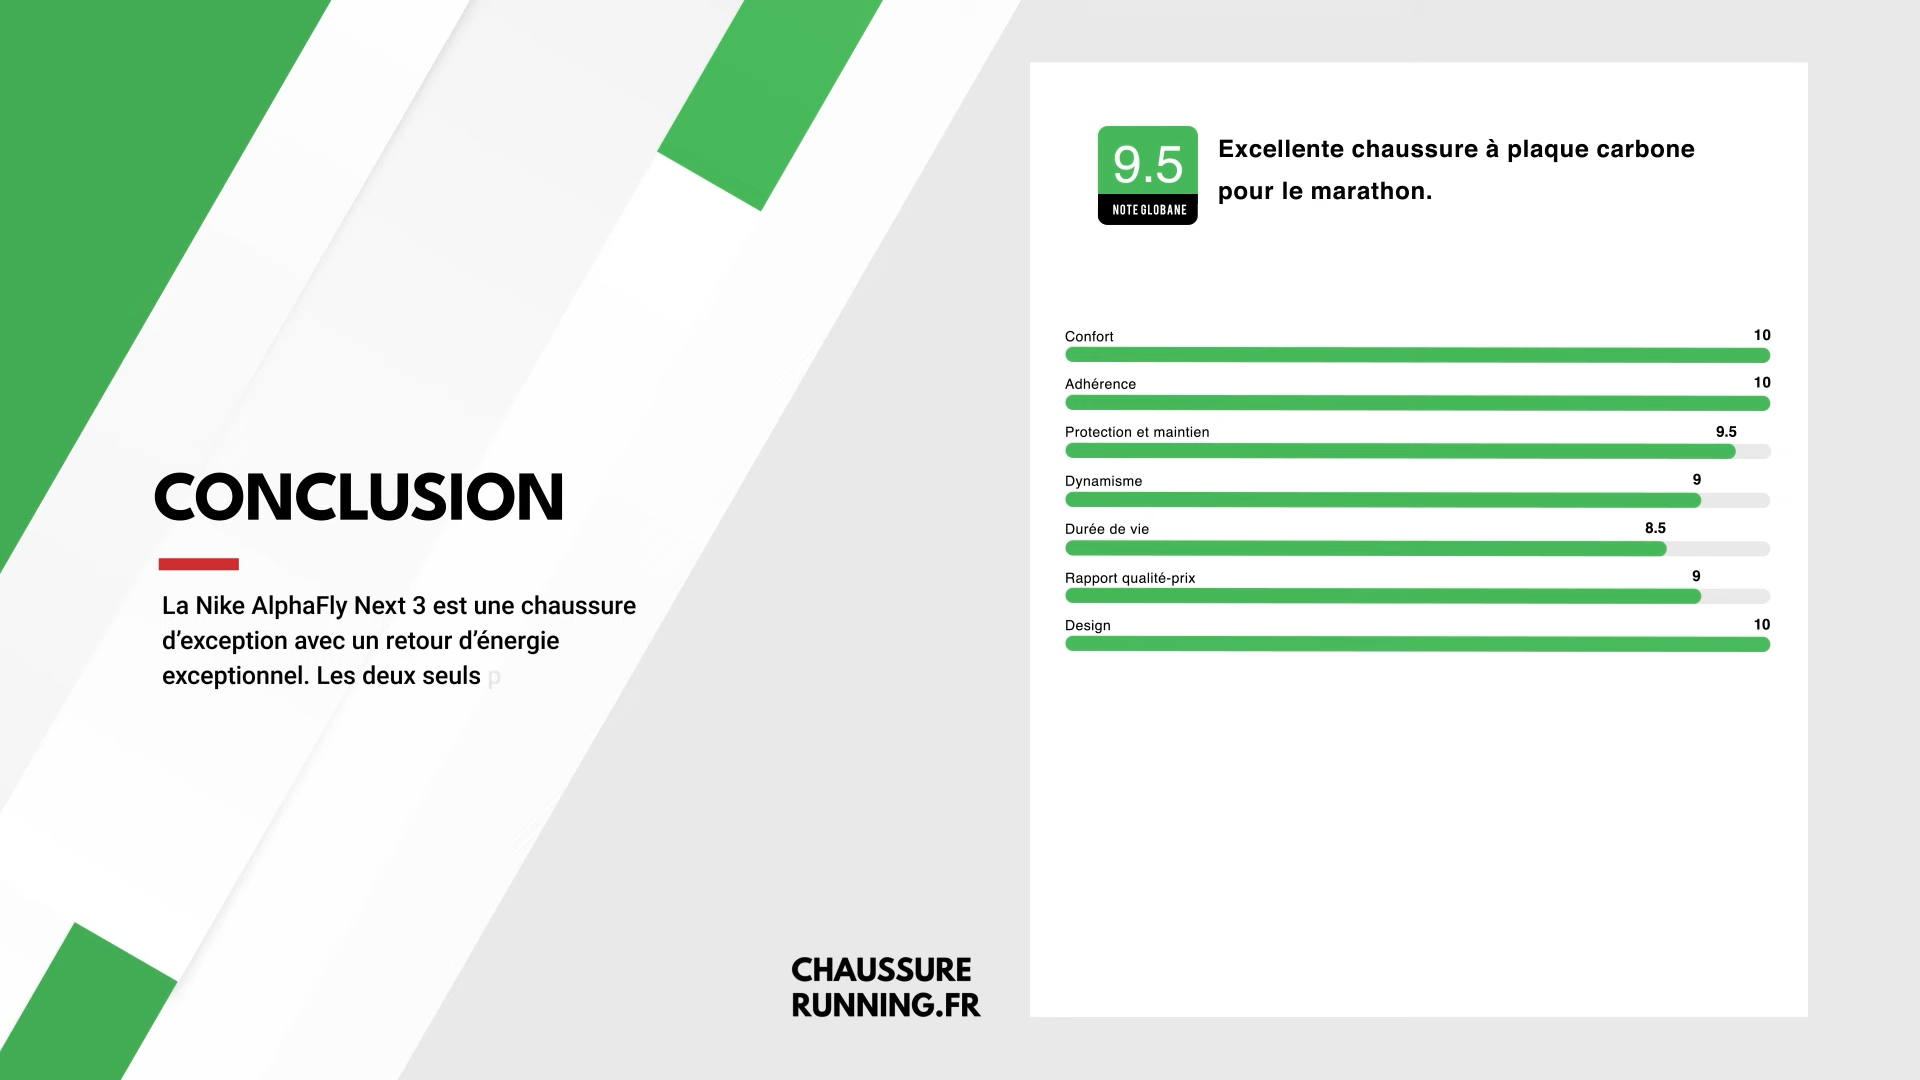 CONCLUSION
La Nike AlphaFly Next 3 est une chaussure
d’exception avec un retour d’énergie
exceptionnel. Les deux seuls p
CHAUSSURE
RUNNING.FR
9.5
NOTE GLOBANE
Excellente chaussure à plaque carbone
pour le marathon.
Confort 10
Adhérence 10
Protection et maintien 9.5
Dynamisme 9
Durée de vie 8.5
Rapport qualité-prix 9
Design 10